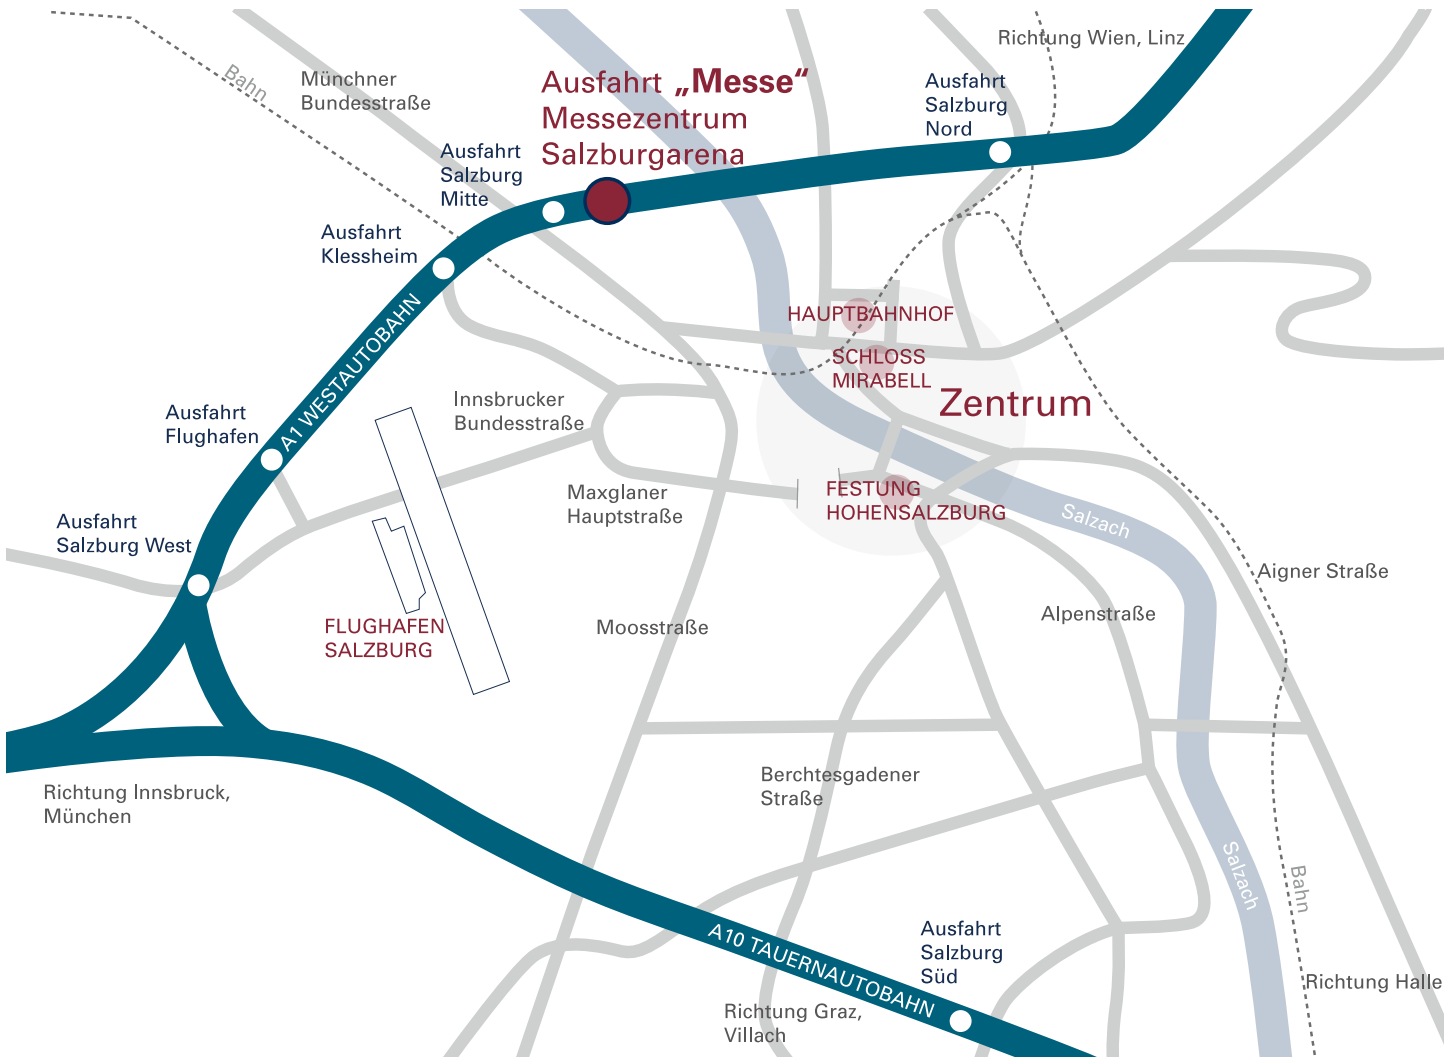 Richtung Wien, Linz
Bahn
Münchner
Bundesstraße
Ausfahrt „Messe“
Messezentrum
Salzburgarena
Ausfahrt
Salzburg
Nord
Ausfahrt
Salzburg
Mitte
Ausfahrt
Klessheim
A1 WESTAUTOBAHN
HAUPTBAHNHOF
SCHLOSS
MIRABELL
Zentrum
Innsbrucker
Bundesstraße
Ausfahrt
Flughafen
Maxglaner
Hauptstraße
FESTUNG
HOHENSALZBURG
Salzach
Ausfahrt
Salzburg West
Aigner Straße
Alpenstraße
FLUGHAFEN
SALZBURG
Moosstraße
Berchtesgadener
Straße
Richtung Innsbruck,
München
Salzach
Bahn
A10 TAUERNAUTOBAHN
Ausfahrt
Salzburg
Süd
Richtung Halle
Richtung Graz,
Villach